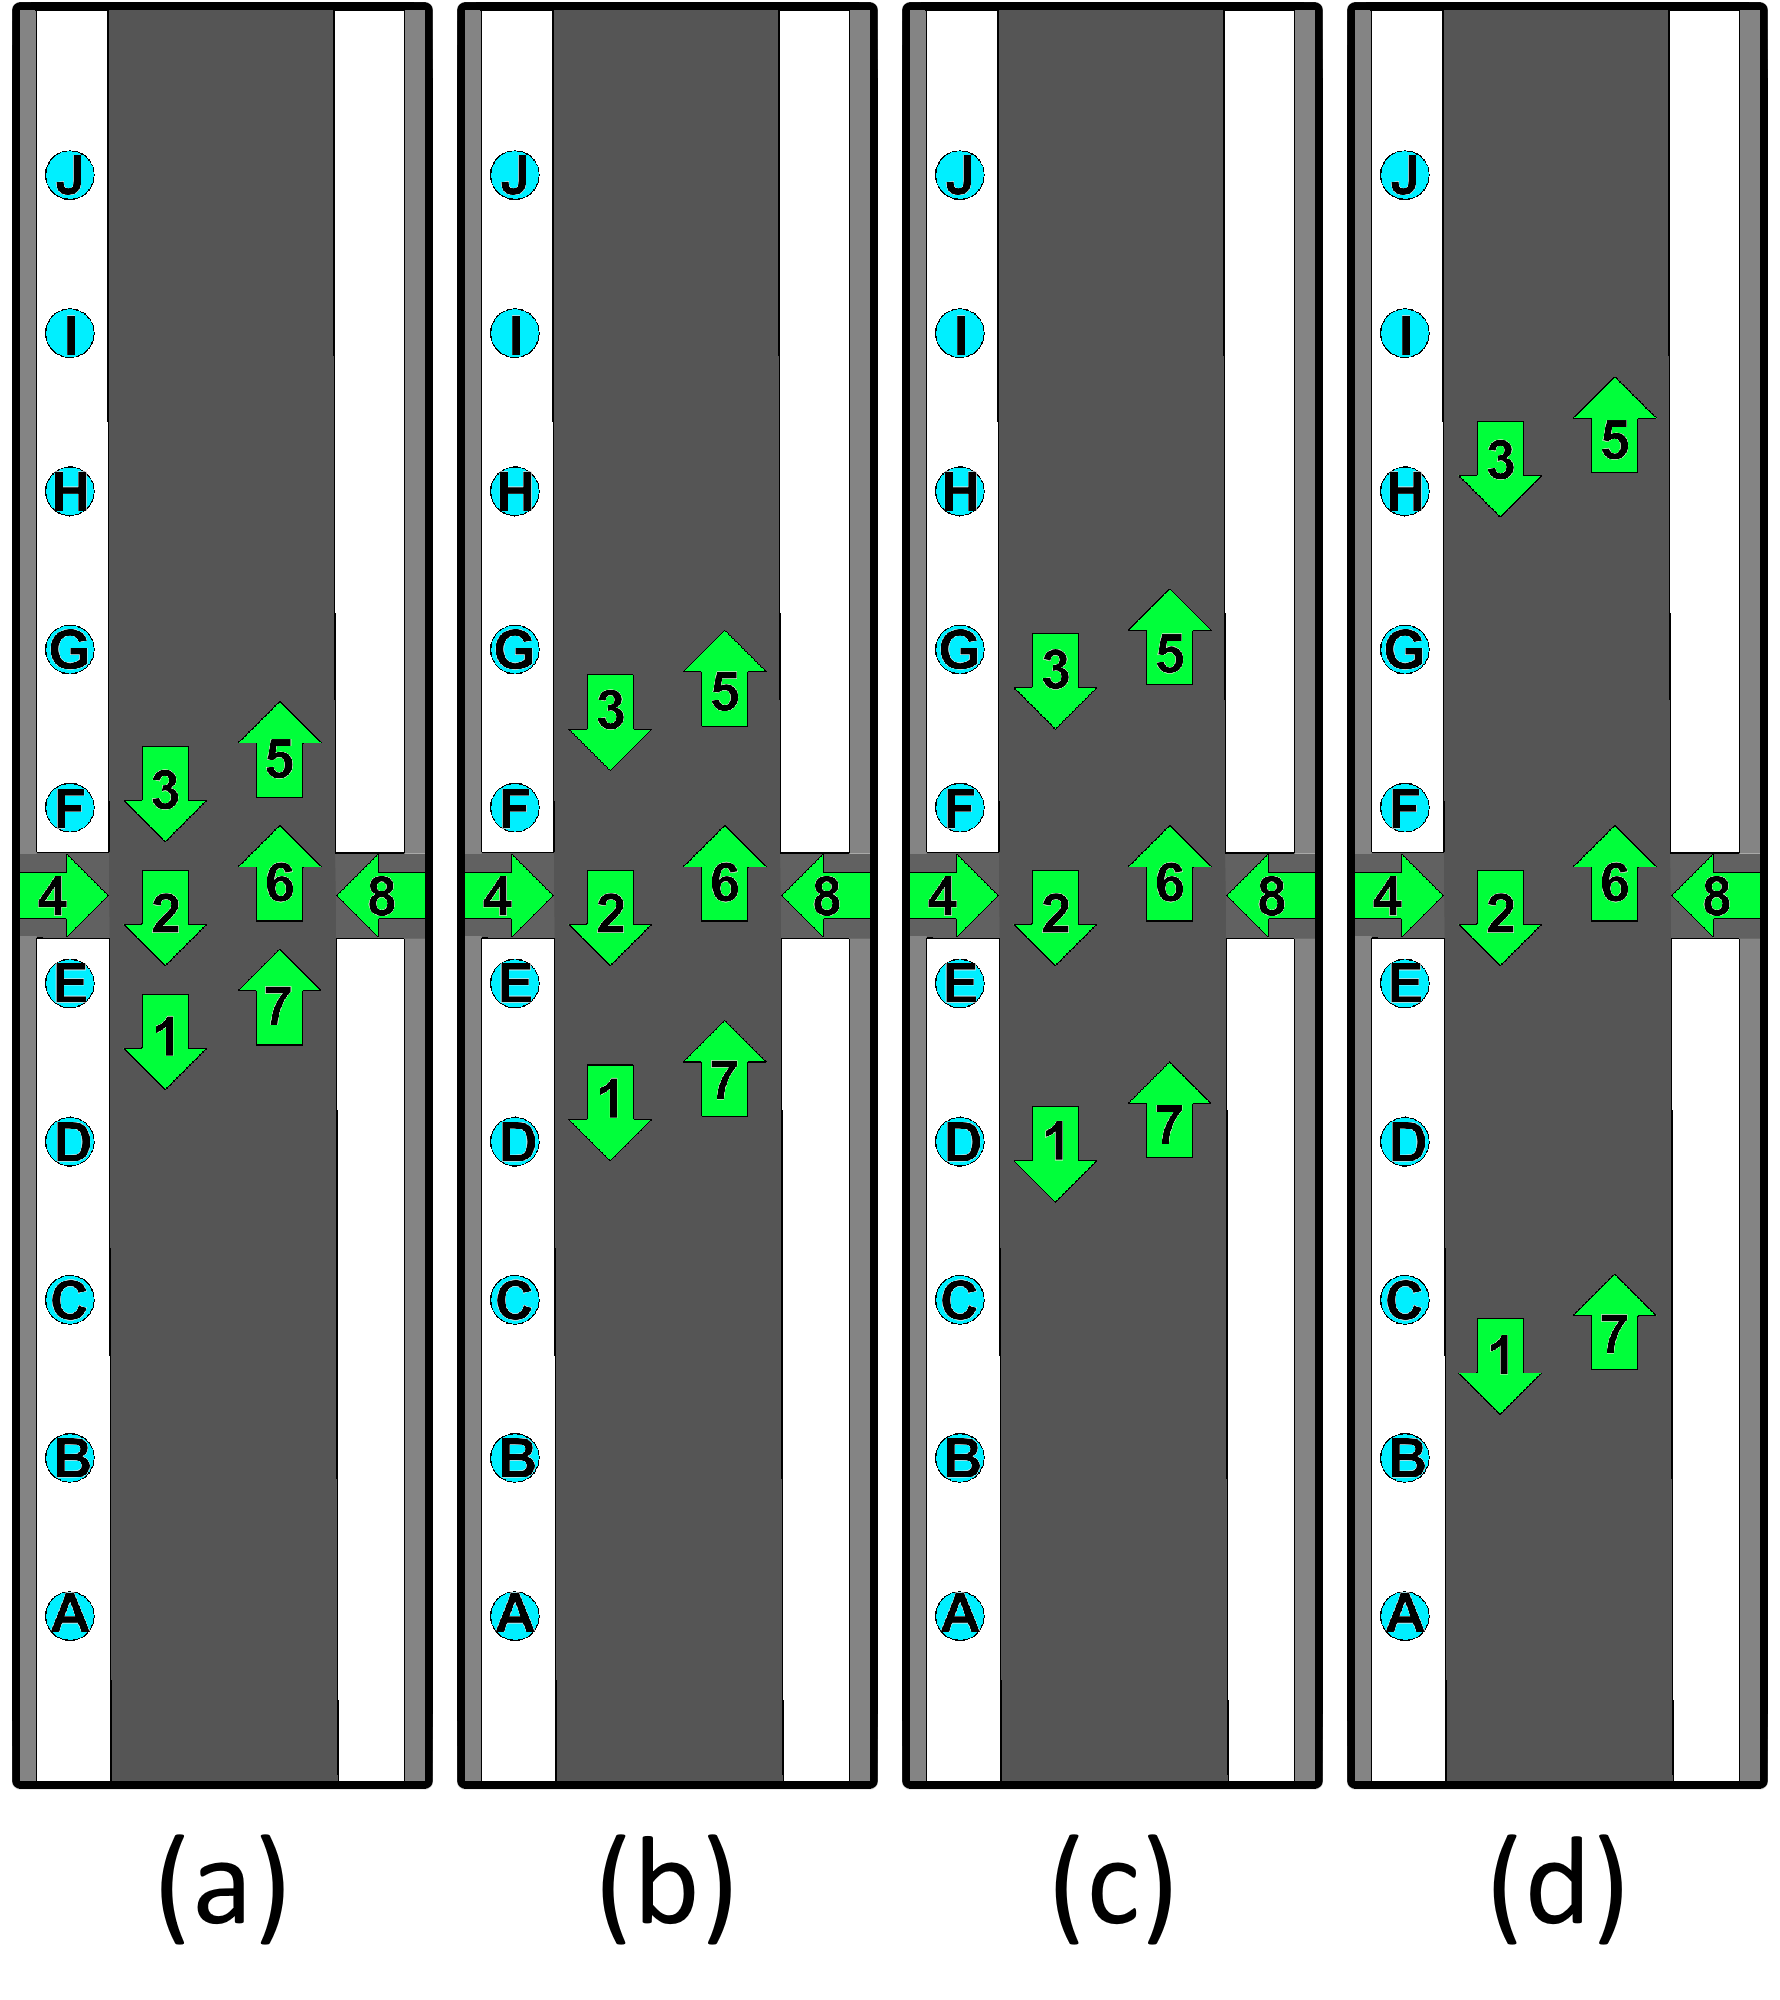 J J J J
I I I I
3 5
H H H H
G 3 5 G 3 5 G G
3 5
F F F F
4 2 6 8 4 2 6 8 4 2 6 8 4 2 6 8
E 7 E E E
1
1 7
D D 1 7 D D
C C C C
1 7
B B B B
A A A A
(a) (b) (c) (d)